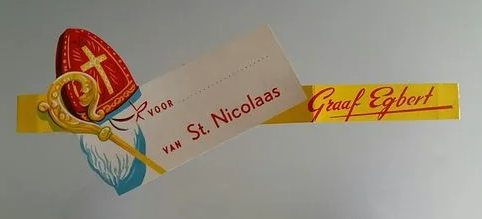 VOOR ........................
VAN St. Nicolaas
Graaf Egbert